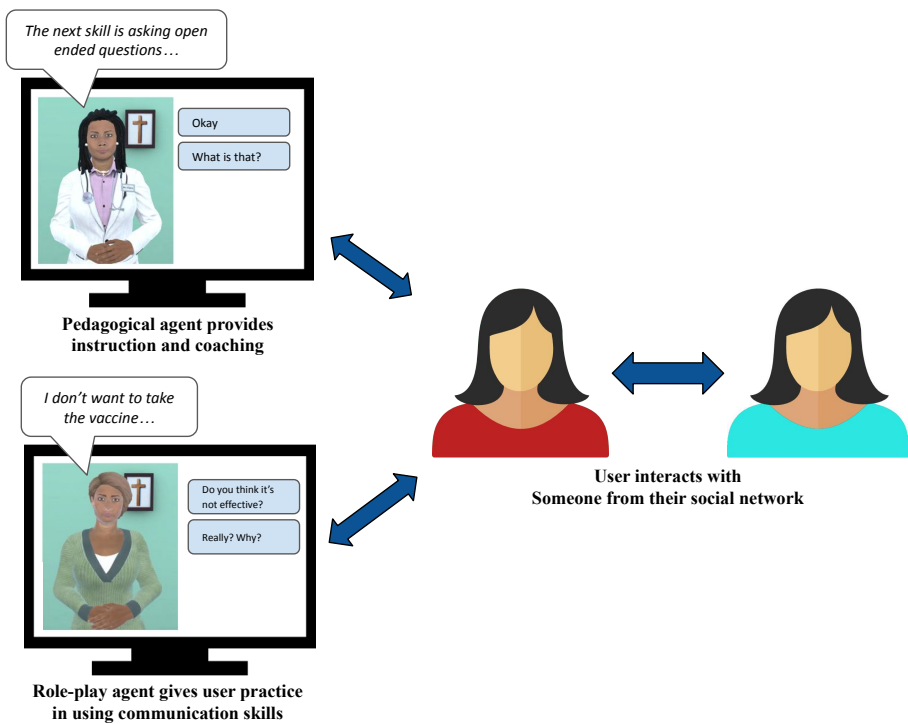 The next skill is asking open
ended questions…
Okay
What is that?
Pedagogical agent provides
instruction and coaching
I don't want to take
the vaccine…
Do you think it's
not effective?
Really? Why?
Role-play agent gives user practice
in using communication skills
User interacts with
Someone from their social network